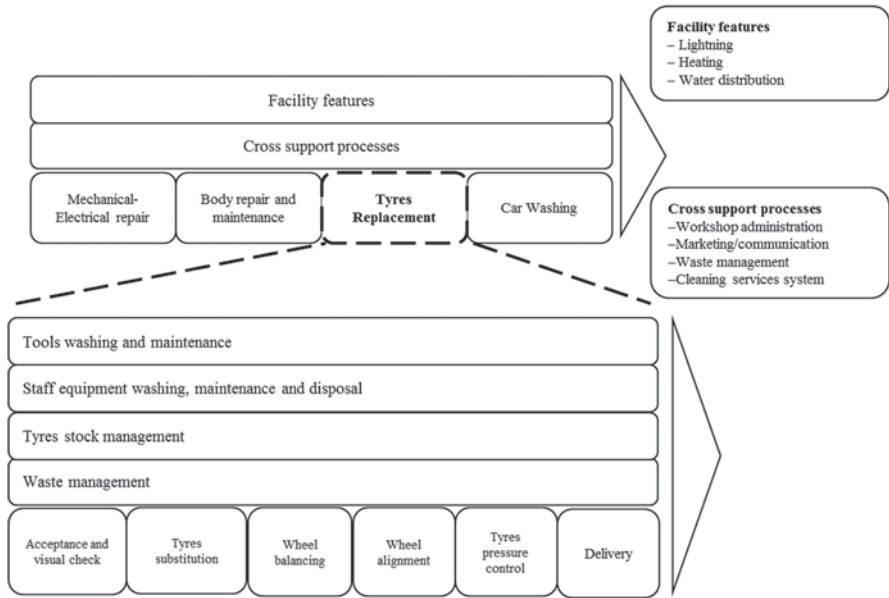 Facility features
– Lightning
– Heating
– Water distribution
Facility features
Cross support processes
Mechanical-
Electrical repair
Body repair and
maintenance
Tyres
Replacement
Car Washing
Cross support processes
–Workshop administration
–Marketing/communication
–Waste management
–Cleaning services system
Tools washing and maintenance
Staff equipment washing, maintenance and disposal
Tyres stock management
Waste management
Acceptance and
visual check
Tyres
substitution
Wheel
balancing
Wheel
alignment
Tyres
pressure
control
Delivery